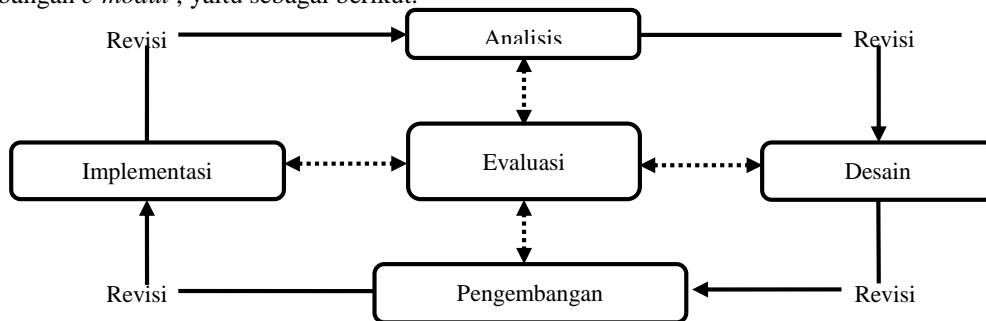 bangan e-modul , yaitu sebagai berikut:
Revisi
Analisis
Revisi
Implementasi
Evaluasi
Desain
Revisi
Pengembangan
Revisi